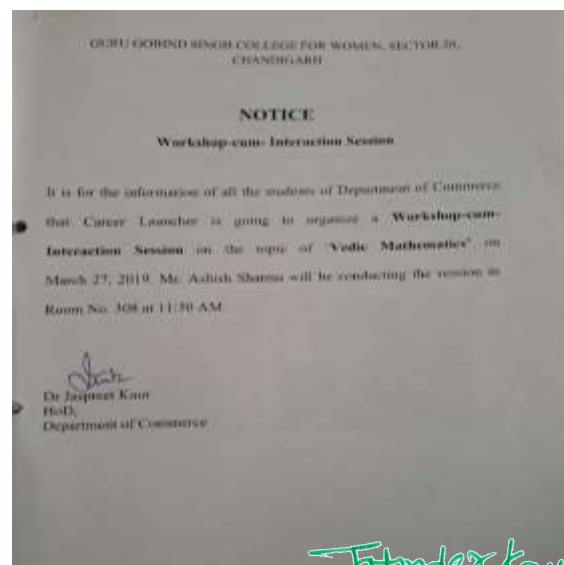 GURU GOBIND SINGH COLLEGE FOR WOMEN, SECTOR 26,
CHANDIGARH
NOTICE
Workshop-cum- Interaction Session
It is for the information of all the students of Department of Commerce
that Career Launcher is going to organize a Workshop-cum-
Interaction Session on the topic of 'Vedic Mathematics' on
March 27, 2019. Mr. Ashish Sharma will be conducting the session in
Room No. 308 at 11:30 AM
Dr Jaspreet Kaur
HoD,
Department of Commerce